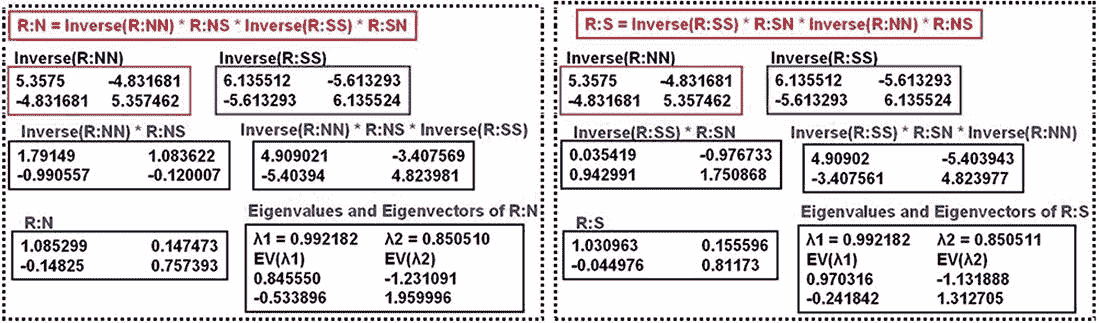 R:N = Inverse(R:NN) * R:NS * Inverse(R:SS) * R:SN
Inverse(R:NN) Inverse(R:SS)
5.3575 -4.831681 6.135512 -5.613293
-4.831681 5.357462 -5.613293 6.135524
Inverse(R:NN) * R:NS Inverse(R:NN) * R:NS * Inverse(R:SS)
1.79149 1.083622 4.909021 -3.407569
-0.990557 -0.120007 -5.40394 4.823981
R:N Eigenvalues and Eigenvectors of R:N
1.085299 0.147473 λ1 = 0.992182 λ2 = 0.850510
-0.14825 0.757393 EV(λ1) EV(λ2)
0.845550 -1.231091
-0.533896 1.959996
R:S = Inverse(R:SS) * R:SN * Inverse(R:NN) * R:NS
Inverse(R:NN) Inverse(R:SS)
5.3575 -4.831681 6.135512 -5.613293
-4.831681 5.357462 -5.613293 6.135524
Inverse(R:SS) * R:SN Inverse(R:SS) * R:SN * Inverse(R:NN)
0.035419 -0.976733 4.90902 -5.403943
0.942991 1.750868 -3.407561 4.823977
R:S Eigenvalues and Eigenvectors of R:S
1.030963 0.155596 λ1 = 0.992182 λ2 = 0.850511
-0.044976 0.81173 EV(λ1) EV(λ2)
0.970316 -1.131888
-0.241842 1.312705